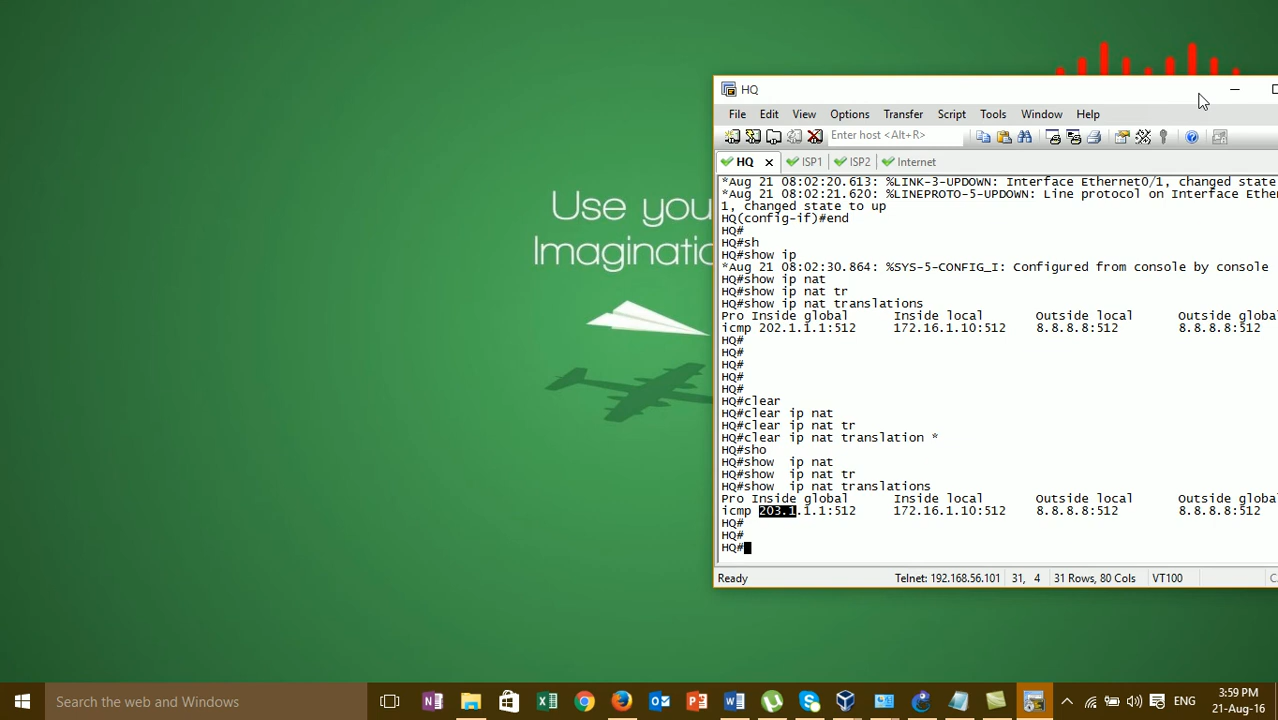 Use you
Imaginatio
HQ
File Edit View Options Transfer Script Tools Window Help
Enter host <Alt+R>
HQ × ISP1 ISP2 Internet
*Aug 21 08:02:20.613: %LINK-3-UPDOWN: Interface Ethernet0/1, changed state
*Aug 21 08:02:21.620: %LINEPROTO-5-UPDOWN: Line protocol on Interface Ether
1, changed state to up
HQ(config-if)#end
HQ#
HQ#sh
HQ#show ip
*Aug 21 08:02:30.864: %SYS-5-CONFIG_I: Configured from console by console
HQ#show ip nat
HQ#show ip nat tr
HQ#show ip nat translations
Pro Inside global Inside local Outside local Outside globa
icmp 202.1.1.1:512 172.16.1.10:512 8.8.8.8:512 8.8.8.8:512
HQ#
HQ#
HQ#
HQ#
HQ#
HQ#clear
HQ#clear ip nat
HQ#clear ip nat tr
HQ#clear ip nat translation *
HQ#sho
HQ#show ip nat
HQ#show ip nat tr
HQ#show ip nat translations
Pro Inside global Inside local Outside local Outside globa
icmp 203.1.1.1:512 172.16.1.10:512 8.8.8.8:512 8.8.8.8:512
HQ#
HQ#
HQ#
Ready Telnet: 192.168.56.101 31, 4 31 Rows, 80 Cols VT100
Search the web and Windows
ENG
3:59 PM
21-Aug-16